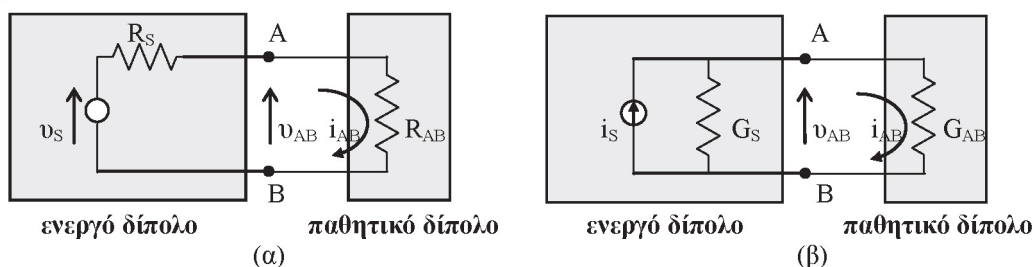 R_S A A
υ_S υ_AB i_AB R_AB i_S G_S υ_AB i_AB G_AB
B B
ενεργό δίπολο παθητικό δίπολο ενεργό δίπολο παθητικό δίπολο
(α) (β)